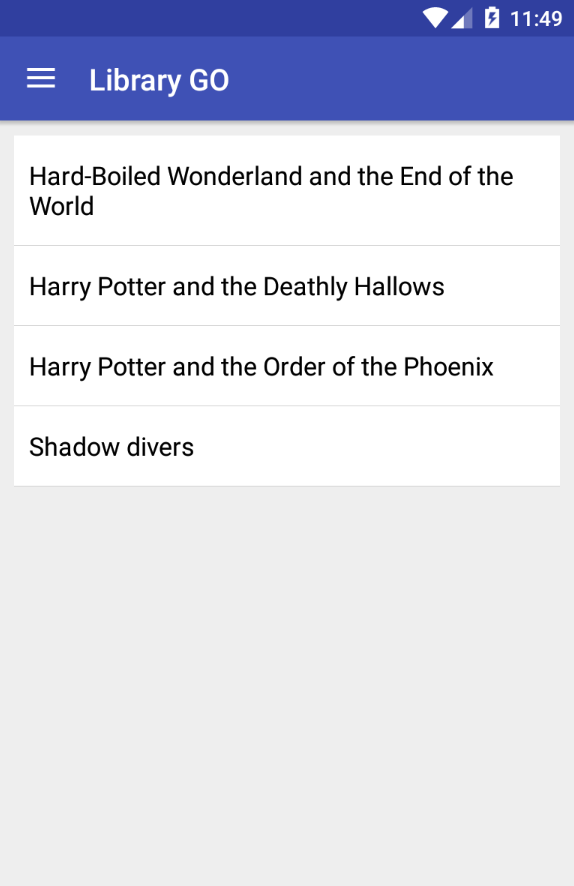 11:49
Library GO
Hard-Boiled Wonderland and the End of the
World
Harry Potter and the Deathly Hallows
Harry Potter and the Order of the Phoenix
Shadow divers